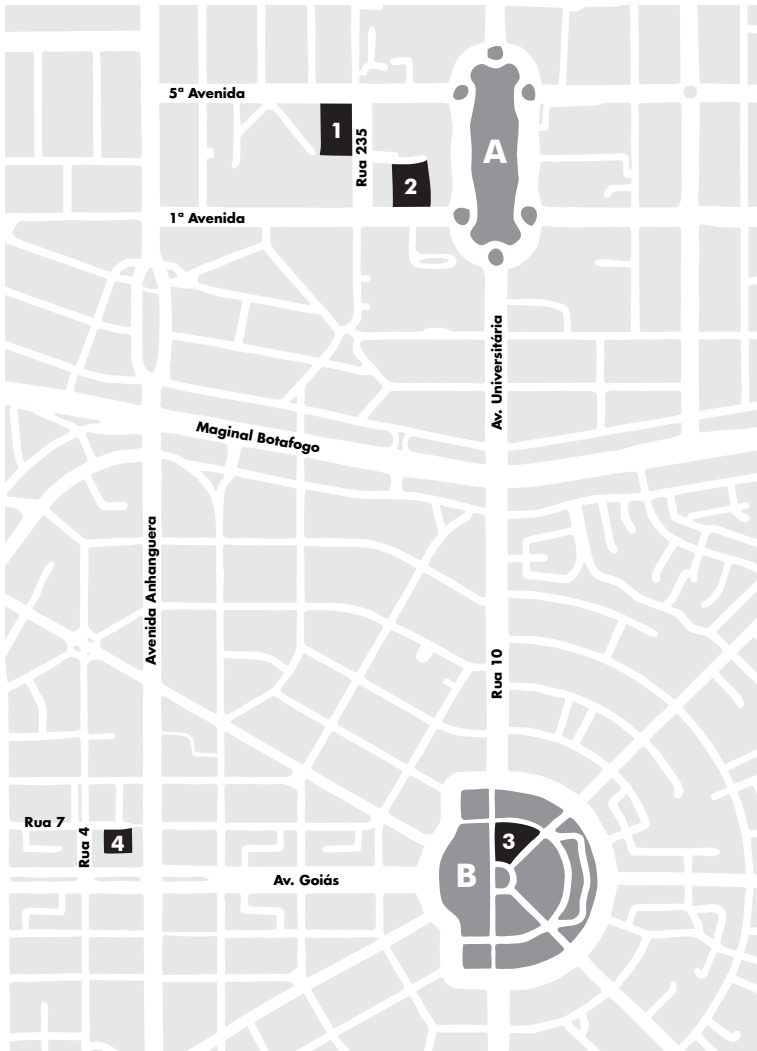 5ª Avenida
1
Rua 235
A
2
1ª Avenida
Av. Universitária
Maginal Botafogo
Avenida Anhanguera
Rua 10
Rua 7
Rua 4
4
3
B
Av. Goiás